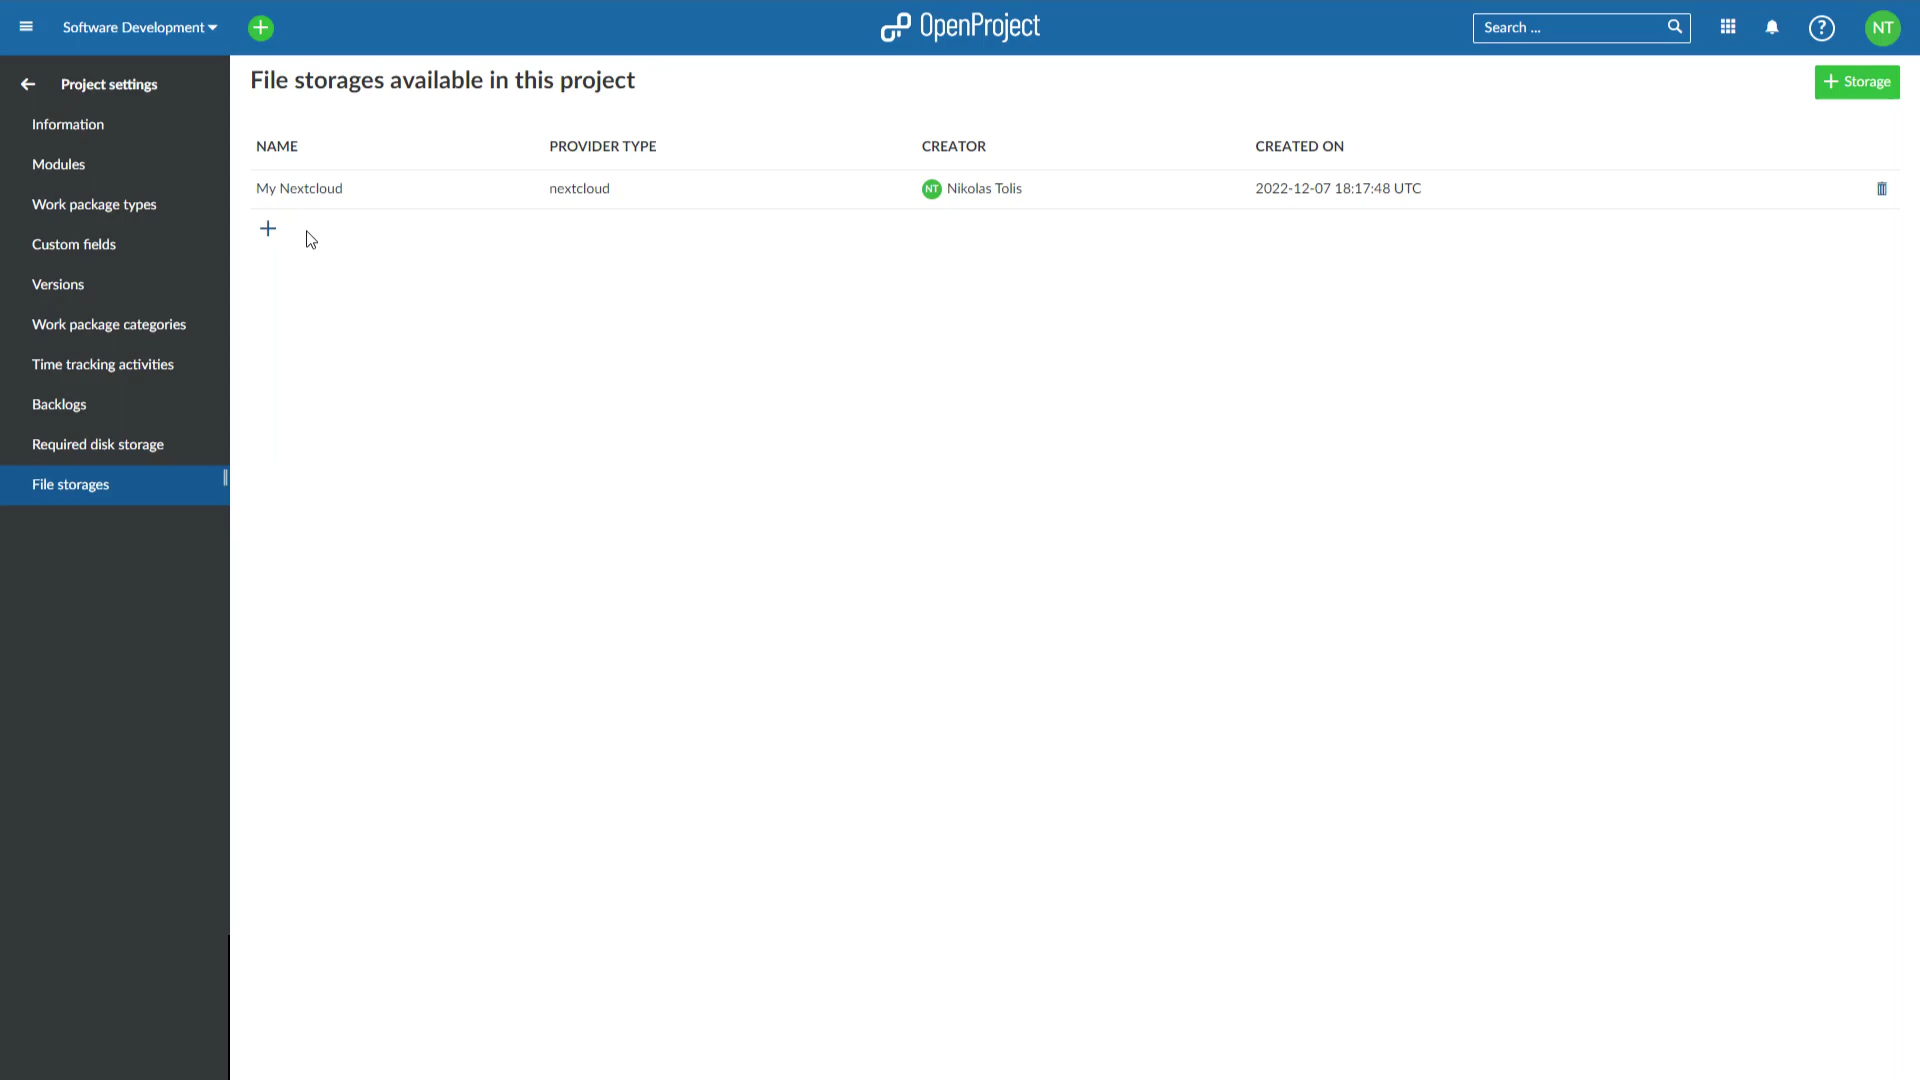 Software Development
OpenProject
Search ...
?
NT
Project settings
Information
Modules
Work package types
Custom fields
Versions
Work package categories
Time tracking activities
Backlogs
Required disk storage
File storages
File storages available in this project
+ Storage
NAME PROVIDER TYPE CREATOR CREATED ON
My Nextcloud nextcloud NT Nikolas Tolis 2022-12-07 18:17:48 UTC